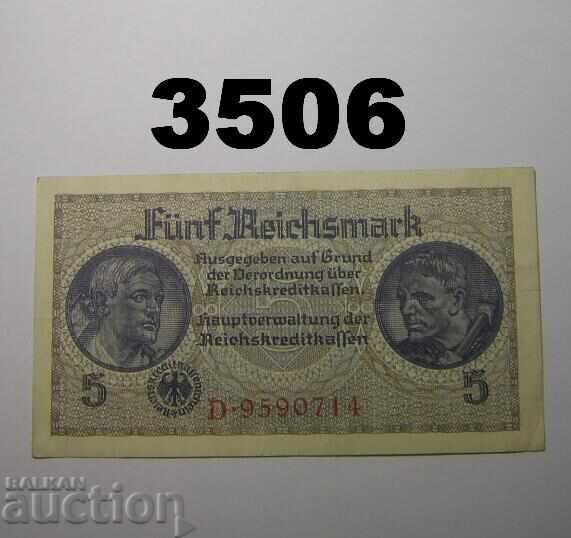 3506
Fünf Reichsmark
Ausgegeben auf Grund
der Verordnung über
Reichskreditkassen.
Hauptverwaltung der
Reichskreditkassen
5
5
D·9590714
BALKAN
auction